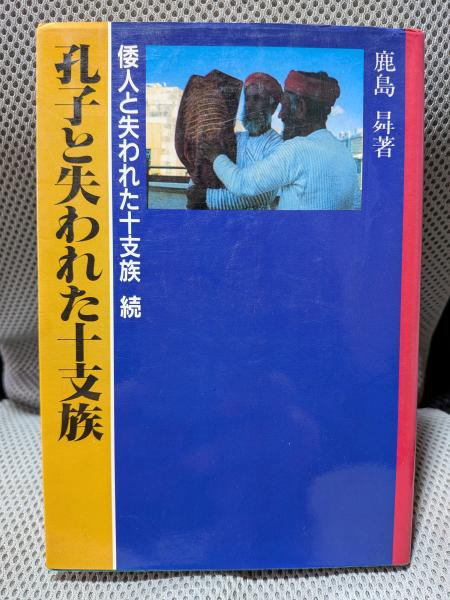 鹿島 曻著
倭人と失われた十支族 続
孔子と失われた十支族